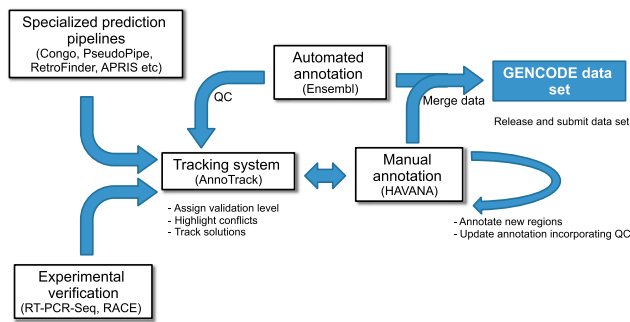 Specialized prediction
pipelines
(Congo, PseudoPipe,
RetroFinder, APRIS etc)
Automated
annotation
(Ensembl)
GENCODE data
set
QC
Merge data
Release and submit data set
Tracking system
(AnnoTrack)
Manual
annotation
(HAVANA)
- Assign validation level
- Highlight conflicts
- Track solutions
- Annotate new regions
- Update annotation incorporating QC
Experimental
verification
(RT-PCR-Seq, RACE)